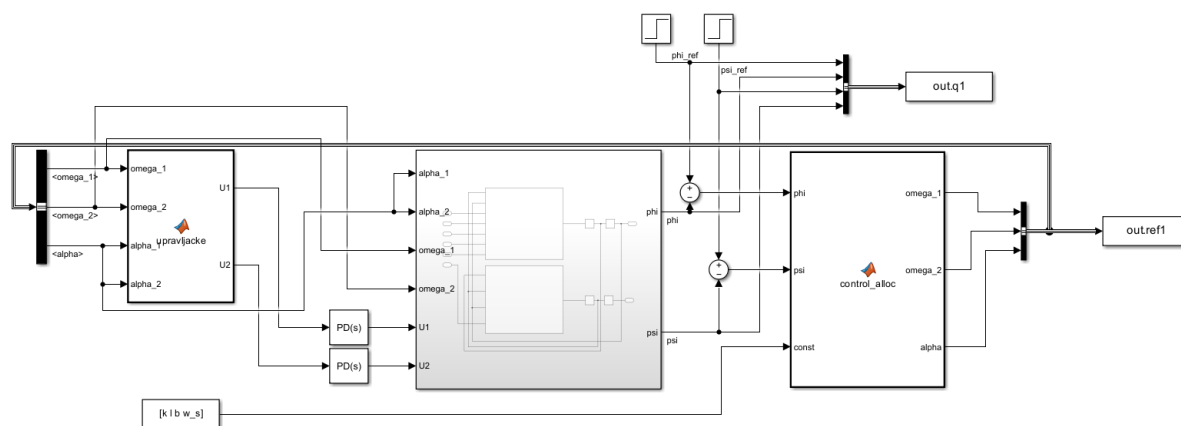 phi_ref
psi_ref
out.q1
<omega_1>
<omega_2>
<alpha>
omega_1
omega_2
alpha_1
alpha_2
U1
U2
upravljacke
PD(s)
PD(s)
alpha_1
alpha_2
omega_1
omega_2
U1
U2
phi
psi
phi
psi
+
−
+
−
phi
psi
const
omega_1
omega_2
alpha
control_alloc
out.ref1
[k l b w_s]